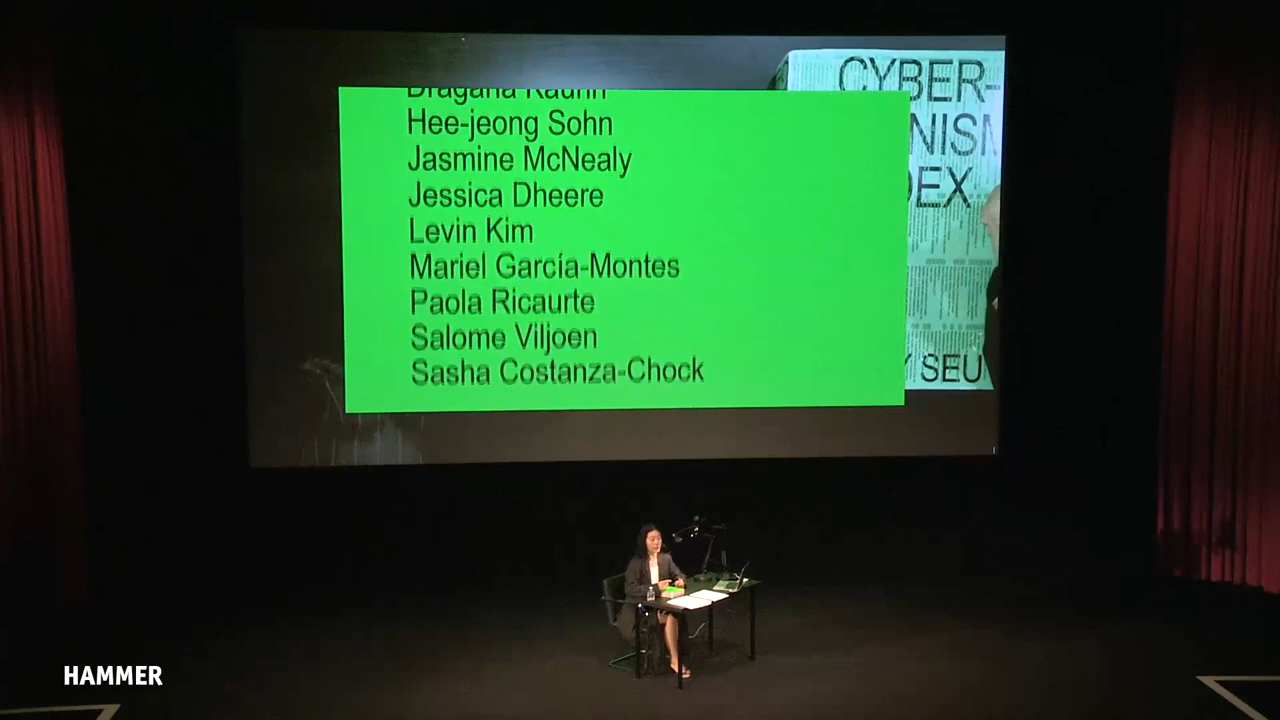 Hee-jeong Sohn
Jasmine McNealy
Jessica Dheere
Levin Kim
Mariel García-Montes
Paola Ricaurte
Salome Viljoen
Sasha Costanza-Chock
CYBER-
NISM
DEX
Y SEU
HAMMER